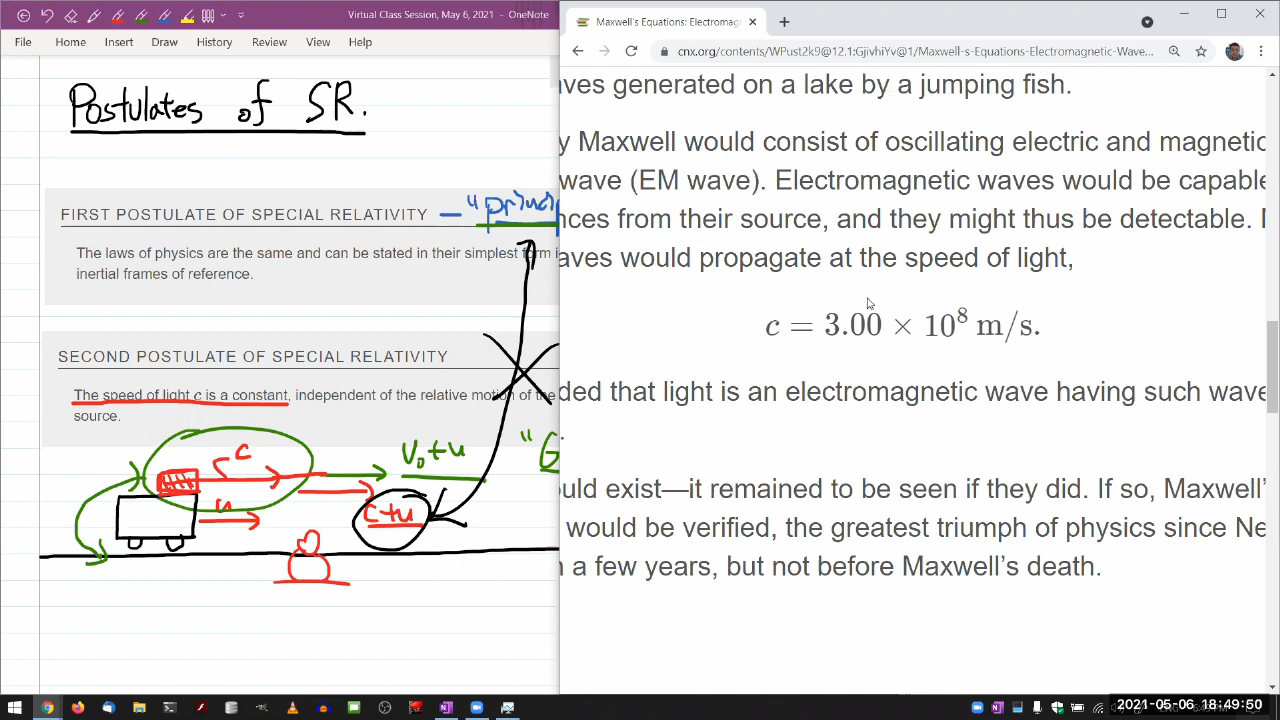 Virtual Class Session, May 6, 2021 - OneNote
File Home Insert Draw History Review Ekran Help
Postulates of SR.
FIRST POSTULATE OF SPECIAL RELATIVITY
The laws of physics are the same and can be stated in their simplest form i
inertial frames of reference.
SECOND POSTULATE OF SPECIAL RELATIVITY
The speed of light c is a constant, independent of the relative motion of the
source.
c
V₀+u
"G
u
c+u
Maxwell's Equations: Electromag
cnx.org/contents/WPust2k9@12.1:GjivhiYv@1/Maxwell-s-Equations-Electromagnetic-Wave...
aves generated on a lake by a jumping fish.
y Maxwell would consist of oscillating electric and magnetic
wave (EM wave). Electromagnetic waves would be capable
nces from their source, and they might thus be detectable.
aves would propagate at the speed of light,
c = 3.00 × 10⁸ m/s.
ded that light is an electromagnetic wave having such wave
.
ould exist—it remained to be seen if they did. If so, Maxwell'
would be verified, the greatest triumph of physics since Ne
n a few years, but not before Maxwell's death.
2021-05-06 18:49:50